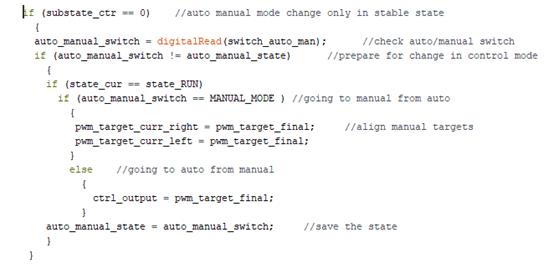 if (substate_ctr == 0)    //auto manual mode change only in stable state
{
auto_manual_switch = digitalRead(switch_auto_man);      //check auto/manual switch
if (auto_manual_switch != auto_manual_state)      //prepare for change in control mode
{
if (state_cur == state_RUN)
if (auto_manual_switch == MANUAL_MODE ) //going to manual from auto
{
pwm_target_curr_right = pwm_target_final;     //align manual targets
pwm_target_curr_left = pwm_target_final;
}
else    //going to auto from manual
{
ctrl_output = pwm_target_final;
}
auto_manual_state = auto_manual_switch;     //save the state
}
}